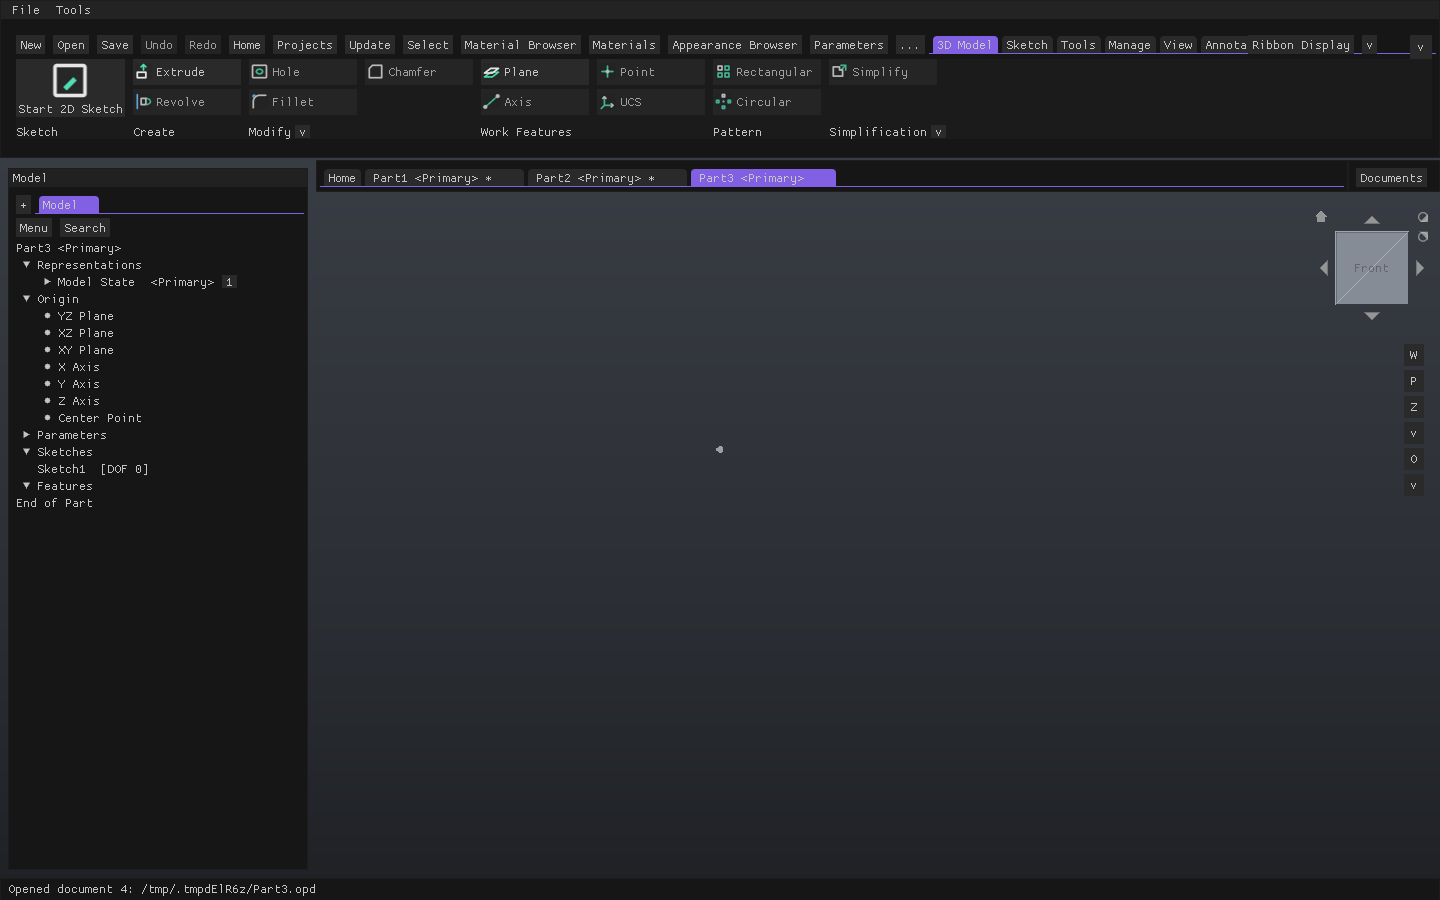 File Tools
New Open Save Undo Redo Home Projects Update Select Material Browser Materials Appearance Browser Parameters ... 3D Model Sketch Tools Manage View Annota Ribbon Display v v
Extrude Hole Chamfer Plane Point Rectangular Simplify
Start 2D Sketch Revolve Fillet Axis UCS Circular
Sketch Create Modify v Work Features Pattern Simplification v
Model
Home Part1 <Primary> * Part2 <Primary> * Part3 <Primary> Documents
+ Model
Menu Search
Part3 <Primary>
Representations
Model State <Primary> 1
Origin
YZ Plane
XZ Plane
XY Plane
X Axis
Y Axis
Z Axis
Center Point
Parameters
Sketches
Sketch1 [DOF 0]
Features
End of Part
Front
W
P
Z
v
O
v
Opened document 4: /tmp/.tmpdElR6z/Part3.opd